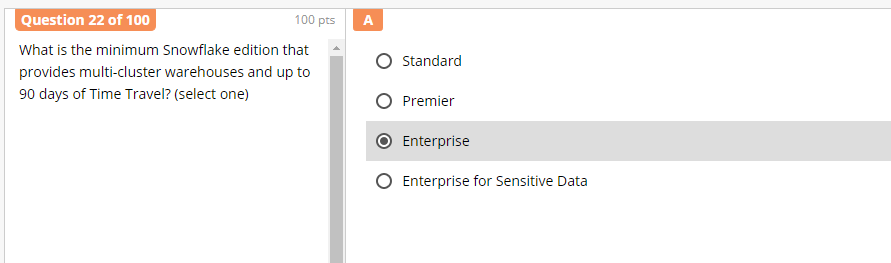 Question 22 of 100
100 pts
What is the minimum Snowflake edition that
provides multi-cluster warehouses and up to
90 days of Time Travel? (select one)
A
Standard
Premier
Enterprise
Enterprise for Sensitive Data